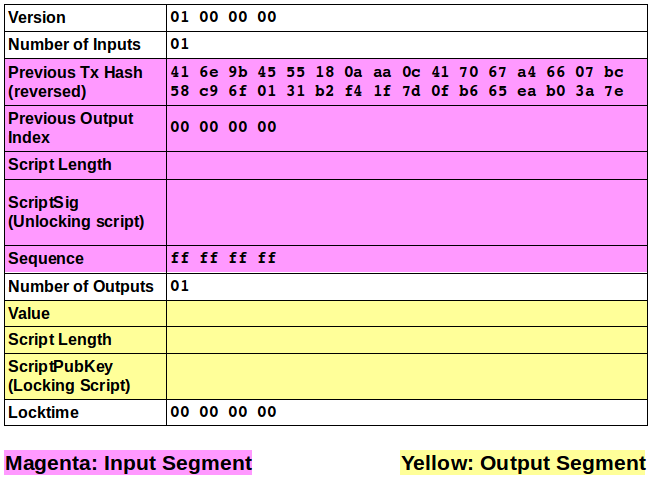 Version 01 00 00 00
Number of Inputs 01
Previous Tx Hash 41 6e 9b 45 55 18 0a aa 0c 41 70 67 a4 66 07 bc
(reversed) 58 c9 6f 01 31 b2 f4 1f 7d 0f b6 65 ea b0 3a 7e
Previous Output
Index 00 00 00 00
Script Length
ScriptSig
(Unlocking script)
Sequence ff ff ff ff
Number of Outputs 01
Value
Script Length
ScriptPubKey
(Locking Script)
Locktime 00 00 00 00
Magenta: Input Segment Yellow: Output Segment